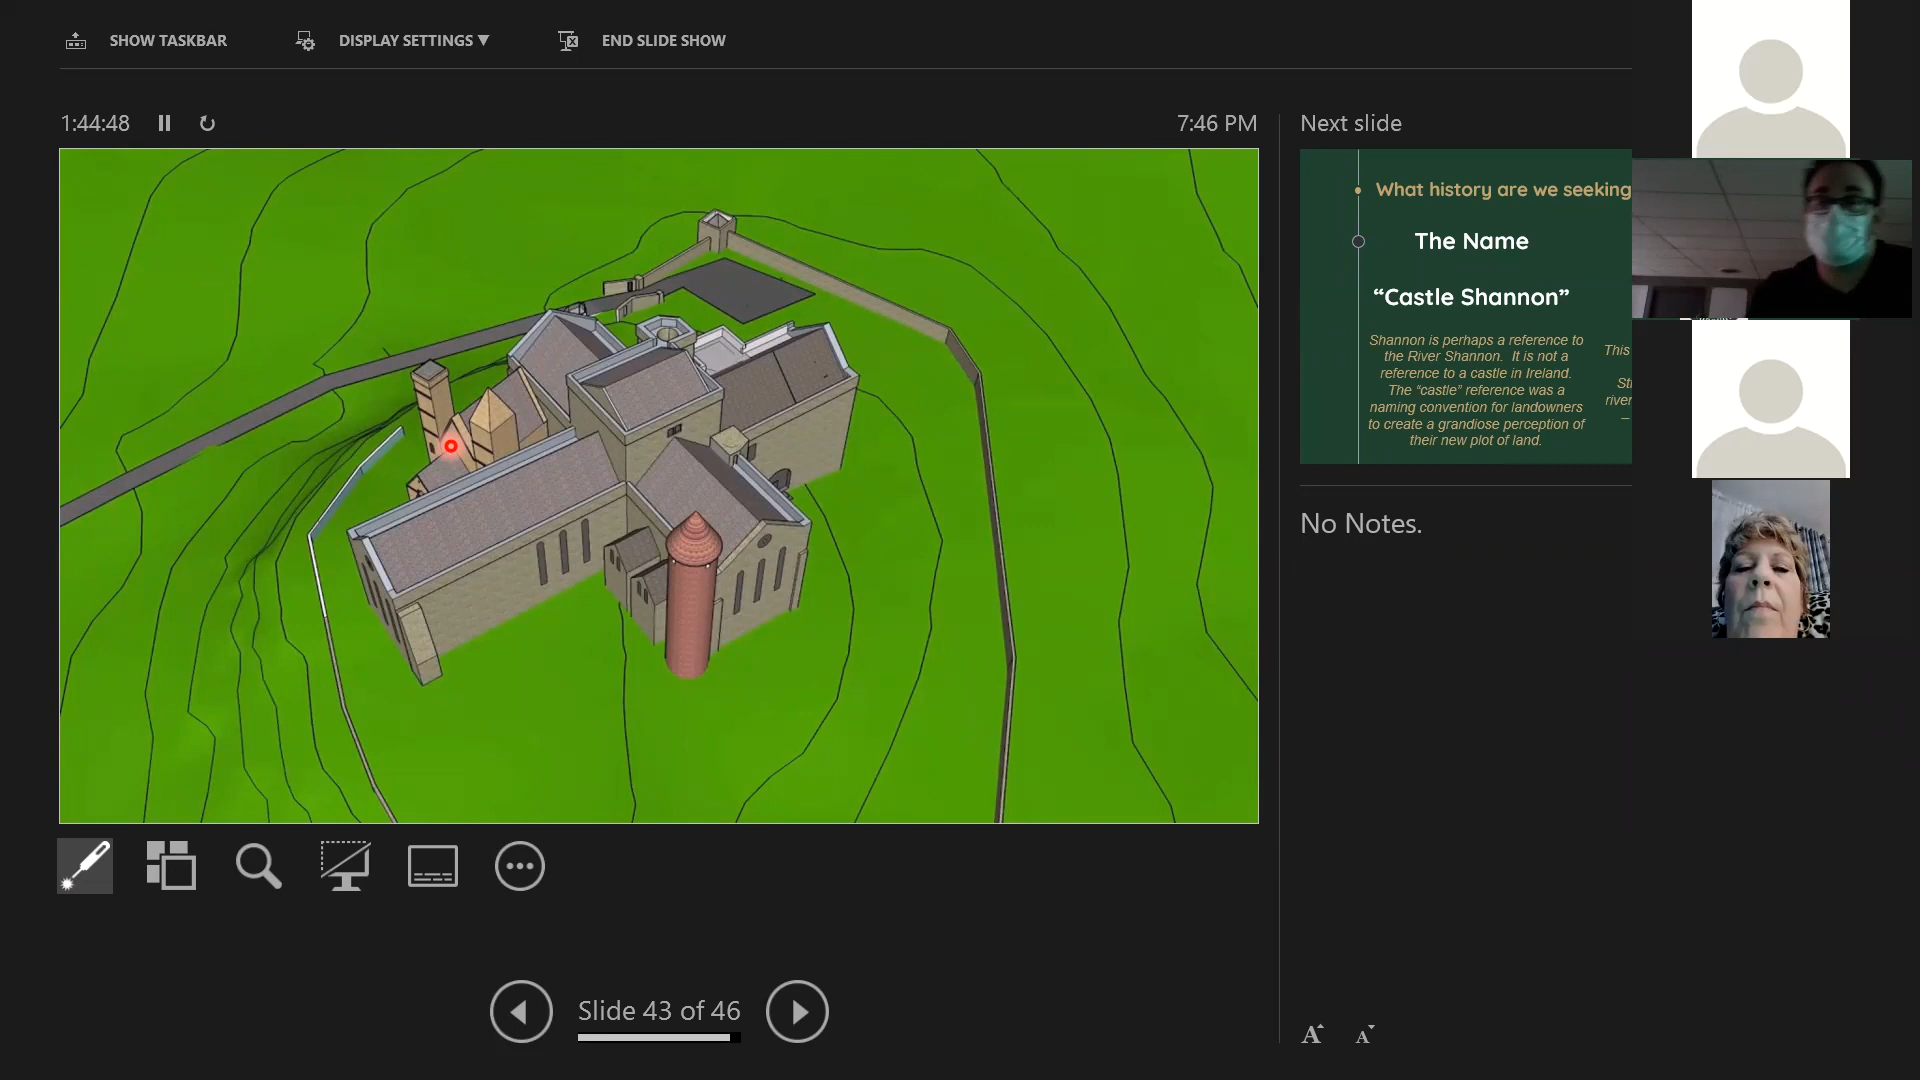 SHOW TASKBAR
DISPLAY SETTINGS ▼
END SLIDE SHOW
1:44:48
7:46 PM
Next slide
What history are we seeking
The Name
“Castle Shannon”
Shannon is perhaps a reference to
the River Shannon. It is not a
reference to a castle in Ireland.
The “castle” reference was a
naming convention for landowners
to create a grandiose perception of
their new plot of land.
This
river
–
No Notes.
Slide 43 of 46
A
A